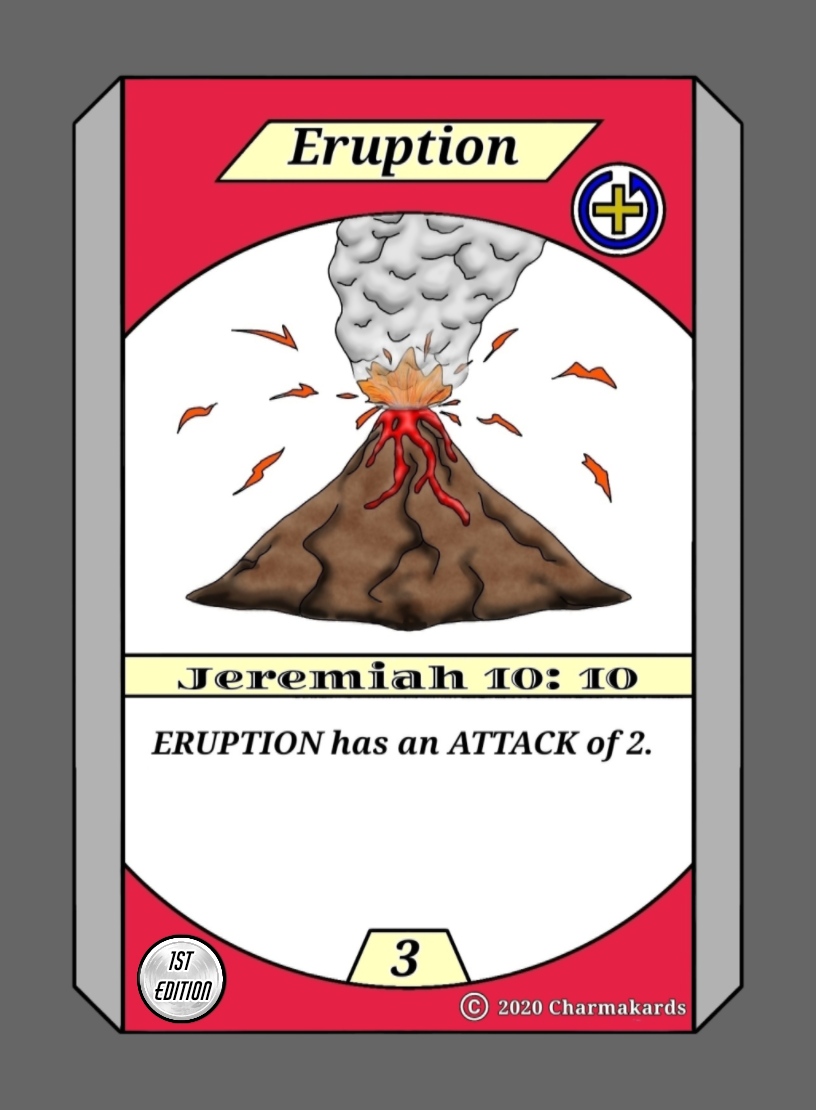 Eruption
Jeremiah 10: 10
ERUPTION has an ATTACK of 2.
3
1ST
EDITION
© 2020 Charmakards